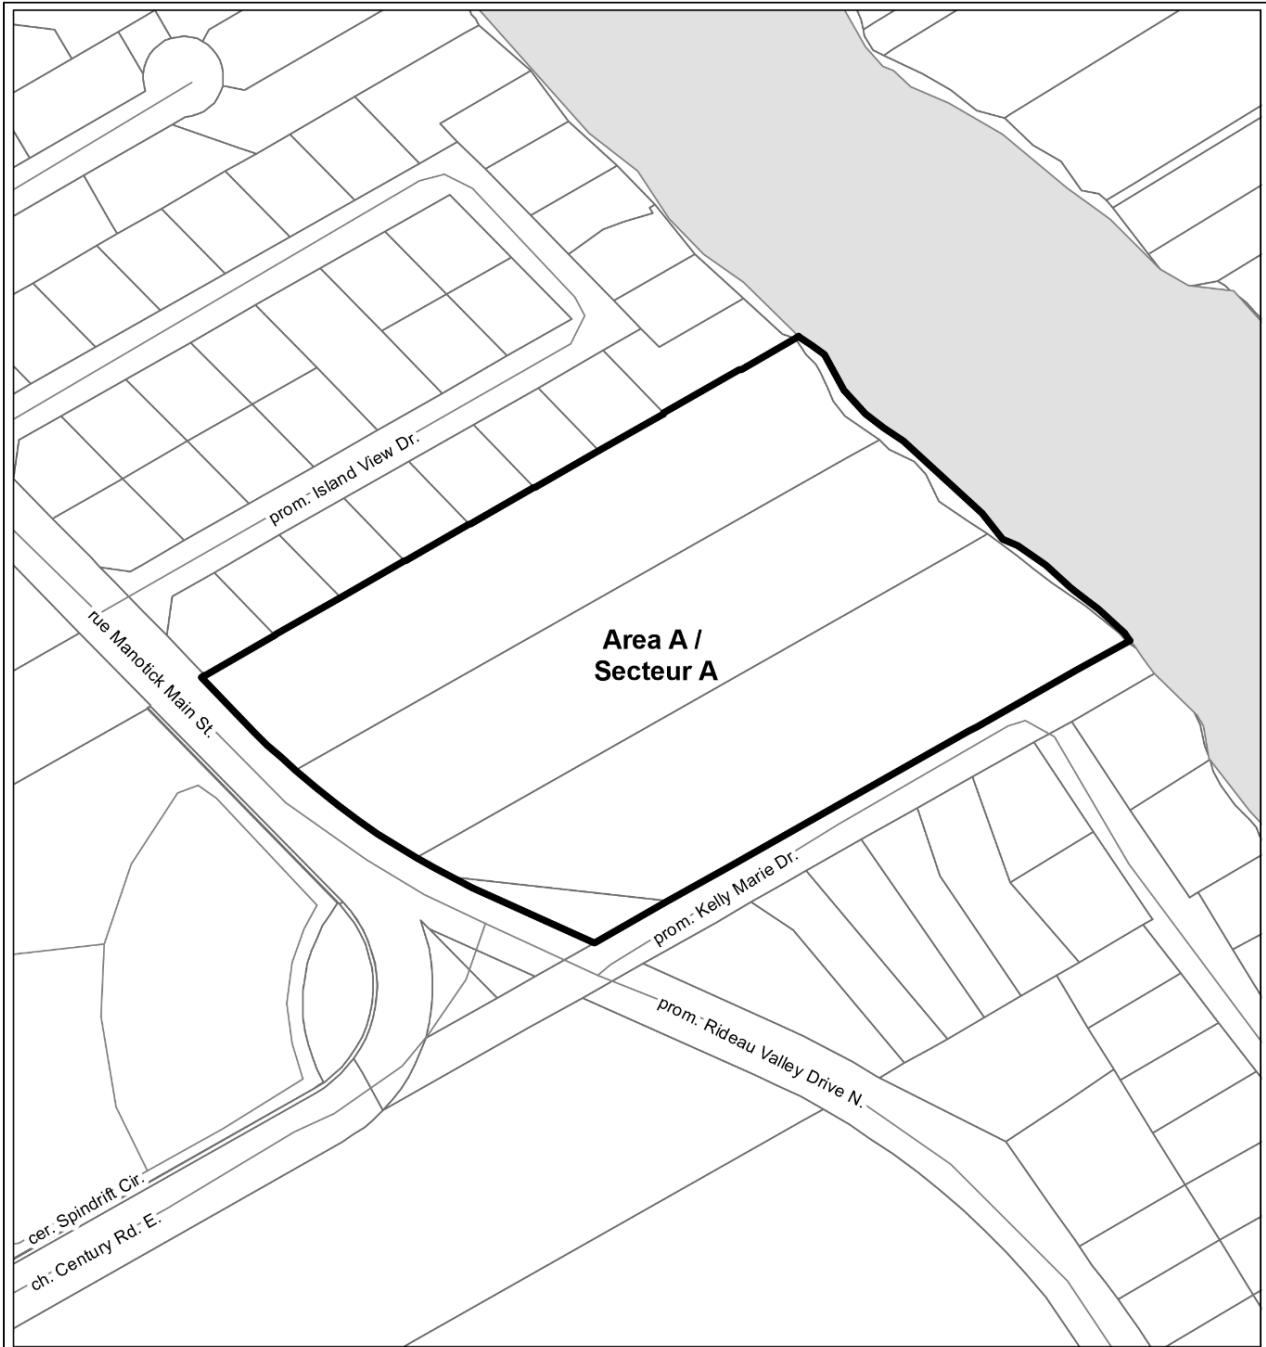 prom. Island View Dr.
rue Manotick Main St.
Area A /
Secteur A
prom. Kelly Marie Dr.
prom. Rideau Valley Drive N.
cer. Spindrift Cir.
ch. Century Rd. E.